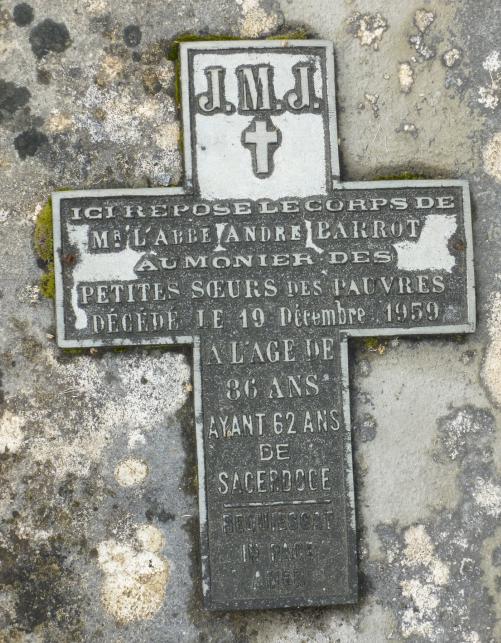 J.M.J.
ICI REPOSE LE CORPS DE
MR L'ABBÉ ANDRÉ BARROT
AUMONIER DES
PETITES SŒURS DES PAUVRES
DÉCÉDÉ LE 19 Décembre 1959
A L'AGE DE
86 ANS
AYANT 62 ANS
DE
SACERDOCE
REQUIESCAT
IN PACE
AMEN